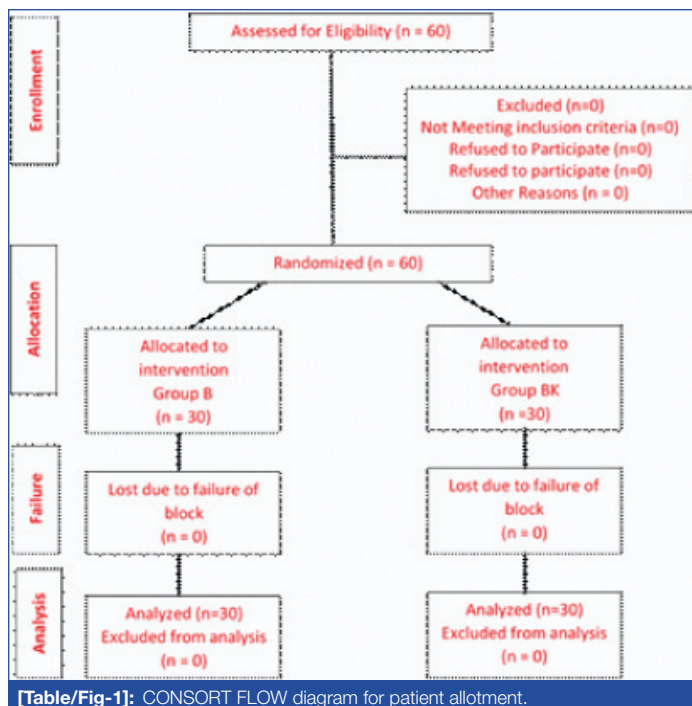 Enrollment
Assessed for Eligibility (n = 60)
Excluded (n=0)
Not Meeting inclusion criteria (n=0)
Refused to Participate (n=0)
Refused to participate (n=0)
Other Reasons (n = 0)
Allocation
Randomized (n = 60)
Allocated to
intervention
Group B
(n = 30)
Allocated to
intervention
Group BK
(n =30)
Failure
Lost due to failure of
block
(n = 0)
Lost due to failure of
block
(n = 0)
Analysis
Analyzed (n=30)
Excluded from analysis
(n = 0)
Analyzed (n=30)
Excluded from analysis
(n = 0)
[Table/Fig-1]: CONSORT FLOW diagram for patient allotment.